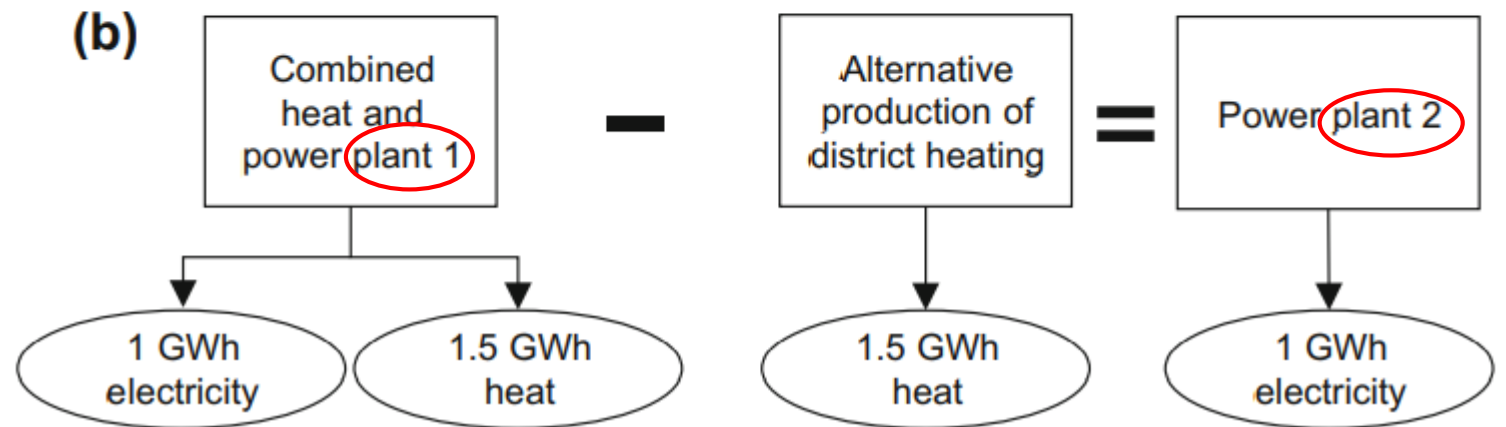 (b)
Combined
heat and
power plant 1
Alternative
production of
district heating
Power plant 2
1 GWh
electricity
1.5 GWh
heat
1.5 GWh
heat
1 GWh
electricity